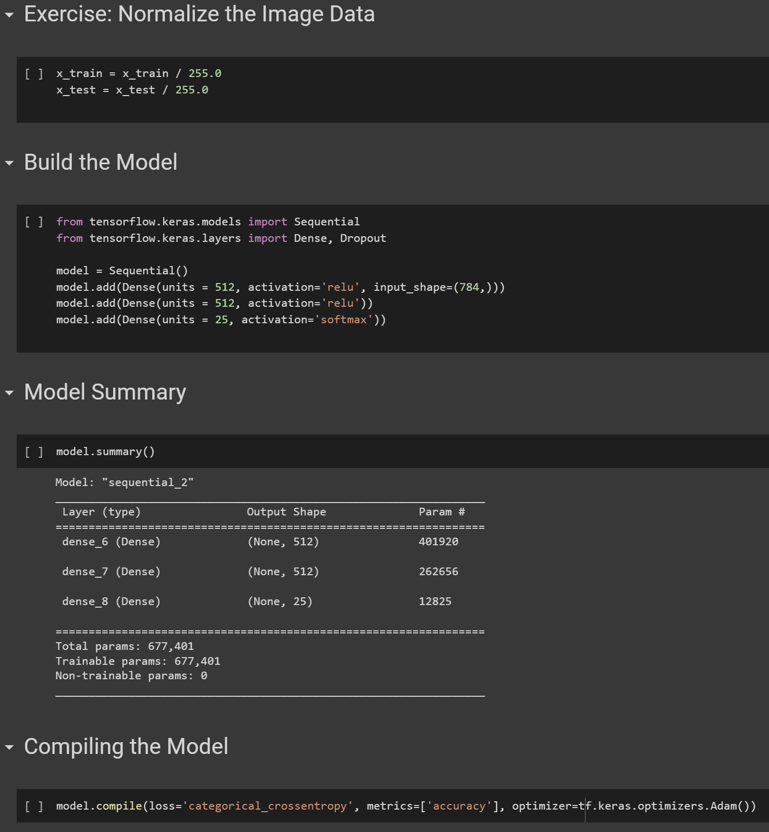 Exercise: Normalize the Image Data
[ ] x_train = x_train / 255.0
x_test = x_test / 255.0
Build the Model
[ ] from tensorflow.keras.models import Sequential
from tensorflow.keras.layers import Dense, Dropout
model = Sequential()
model.add(Dense(units = 512, activation='relu', input_shape=(784,)))
model.add(Dense(units = 512, activation='relu'))
model.add(Dense(units = 25, activation='softmax'))
Model Summary
[ ] model.summary()
Model: "sequential_2"
_________________________________________________________________
Layer (type) Output Shape Param #
=================================================================
dense_6 (Dense) (None, 512) 401920
dense_7 (Dense) (None, 512) 262656
dense_8 (Dense) (None, 25) 12825
=================================================================
Total params: 677,401
Trainable params: 677,401
Non-trainable params: 0
_________________________________________________________________
Compiling the Model
[ ] model.compile(loss='categorical_crossentropy', metrics=['accuracy'], optimizer=tf.keras.optimizers.Adam())